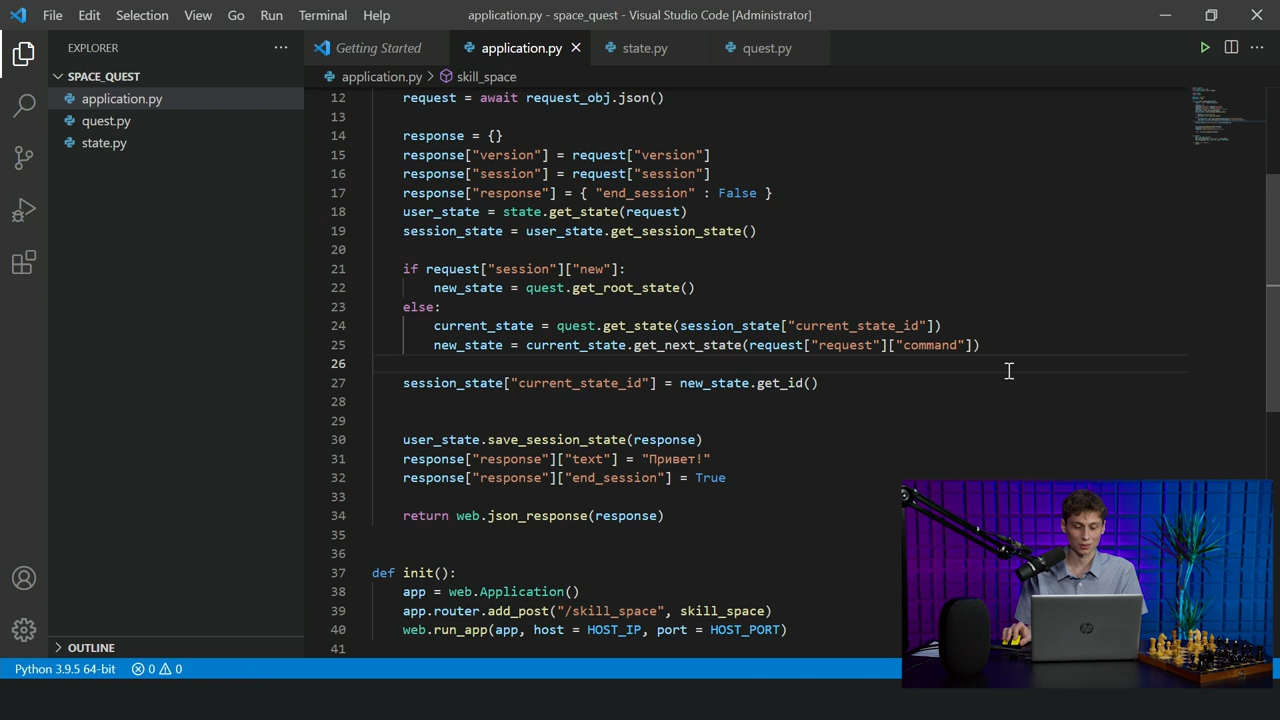 File Edit Selection View Go Run Terminal Help application.py - space_quest - Visual Studio Code [Administrator]
EXPLORER
SPACE_QUEST
application.py
quest.py
state.py
OUTLINE
Getting Started application.py state.py quest.py
application.py > skill_space
12 request = await request_obj.json()
13
14 response = {}
15 response["version"] = request["version"]
16 response["session"] = request["session"]
17 response["response"] = { "end_session" : False }
18 user_state = state.get_state(request)
19 session_state = user_state.get_session_state()
20
21 if request["session"]["new"]:
22 new_state = quest.get_root_state()
23 else:
24 current_state = quest.get_state(session_state["current_state_id"])
25 new_state = current_state.get_next_state(request["request"]["command"])
26
27 session_state["current_state_id"] = new_state.get_id()
28
29
30 user_state.save_session_state(response)
31 response["response"]["text"] = "Привет!"
32 response["response"]["end_session"] = True
33
34 return web.json_response(response)
35
36
37 def init():
38 app = web.Application()
39 app.router.add_post("/skill_space", skill_space)
40 web.run_app(app, host = HOST_IP, port = HOST_PORT)
41
Python 3.9.5 64-bit 0 0
hp